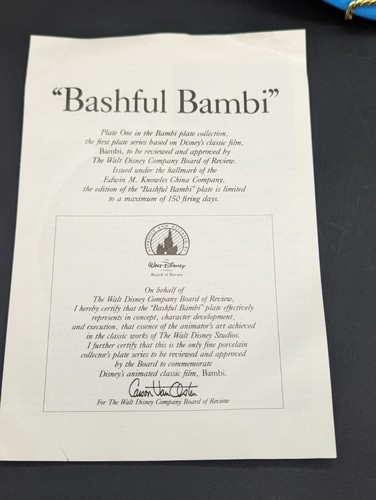 “Bashful Bambi”
Plate One in the Bambi plate collection,
the first plate series based on Disney's classic film,
Bambi, to be reviewed and approved by
The Walt Disney Company Board of Review.
Issued under the hallmark of the
Edwin M. Knowles China Company,
the edition of the “Bashful Bambi” plate is limited
to a maximum of 150 firing days.
Walt Disney
Board of Review
On behalf of
The Walt Disney Company Board of Review,
I hereby certify that the “Bashful Bambi” plate effectively
represents in concept, character development,
and execution, that essence of the animator's art achieved
in the classic works of The Walt Disney Studios.
I further certify that this is the only fine porcelain
collector's plate series to be reviewed and approved
by the Board to commemorate
Disney's animated classic film, Bambi.
Carson Van Osten
For The Walt Disney Company Board of Review